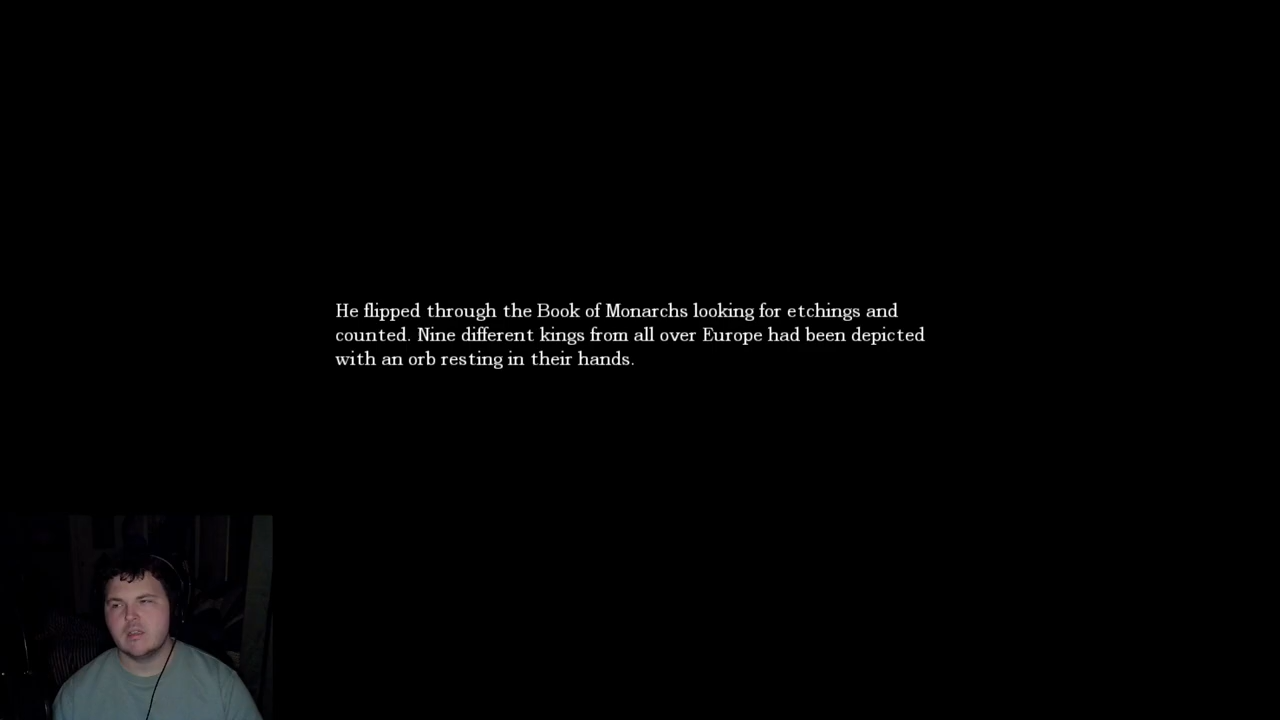 He flipped through the Book of Monarchs looking for etchings and
counted. Nine different kings from all over Europe had been depicted
with an orb resting in their hands.